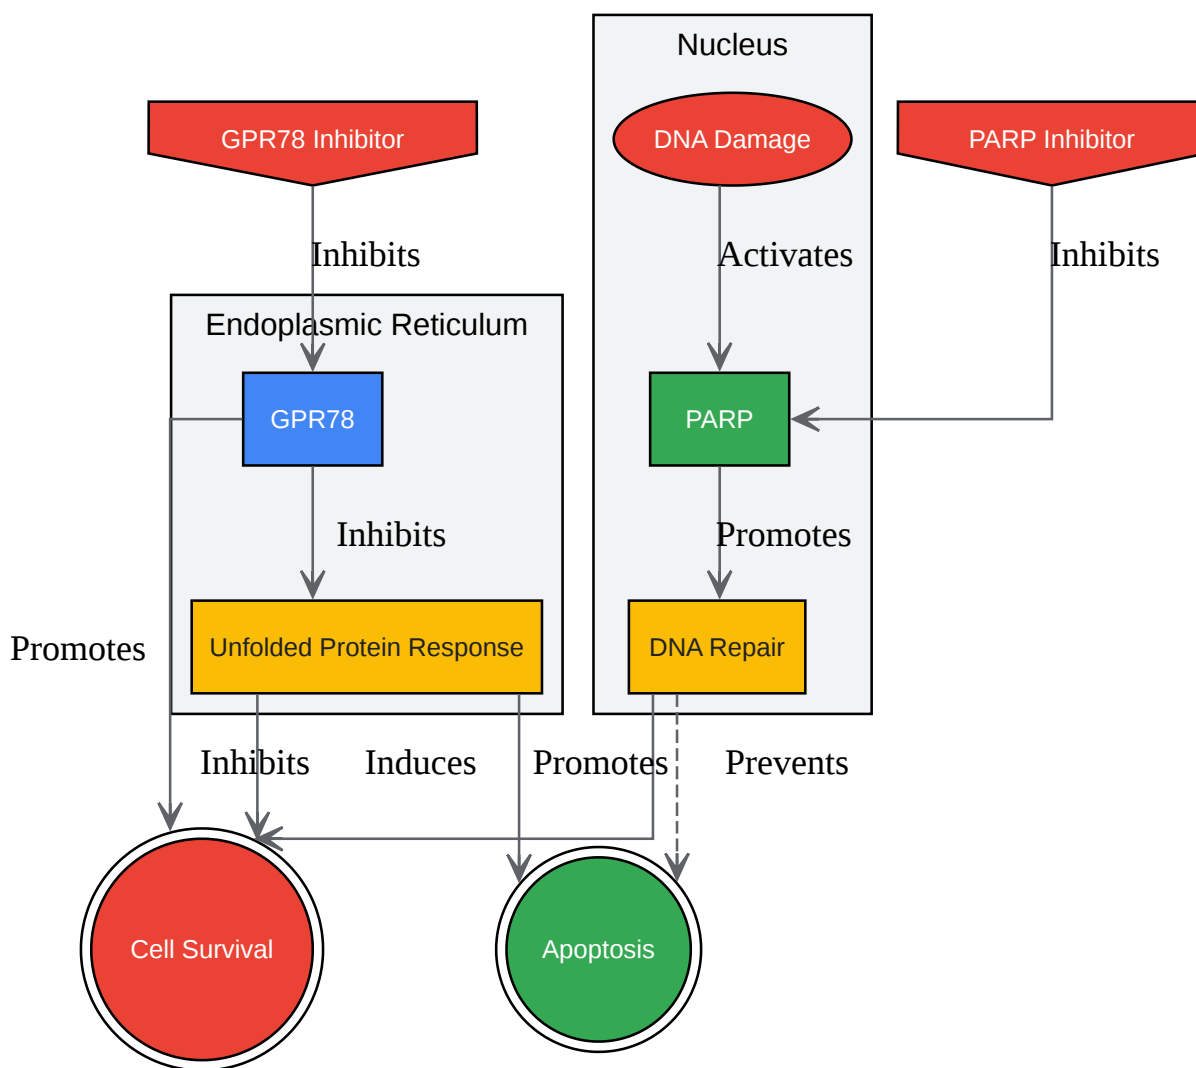 Nucleus
GPR78 Inhibitor
DNA Damage
PARP Inhibitor
Inhibits
Activates
Inhibits
Endoplasmic Reticulum
GPR78
PARP
Inhibits
Promotes
Promotes
Unfolded Protein Response
DNA Repair
Inhibits
Induces
Promotes
Prevents
Cell Survival
Apoptosis